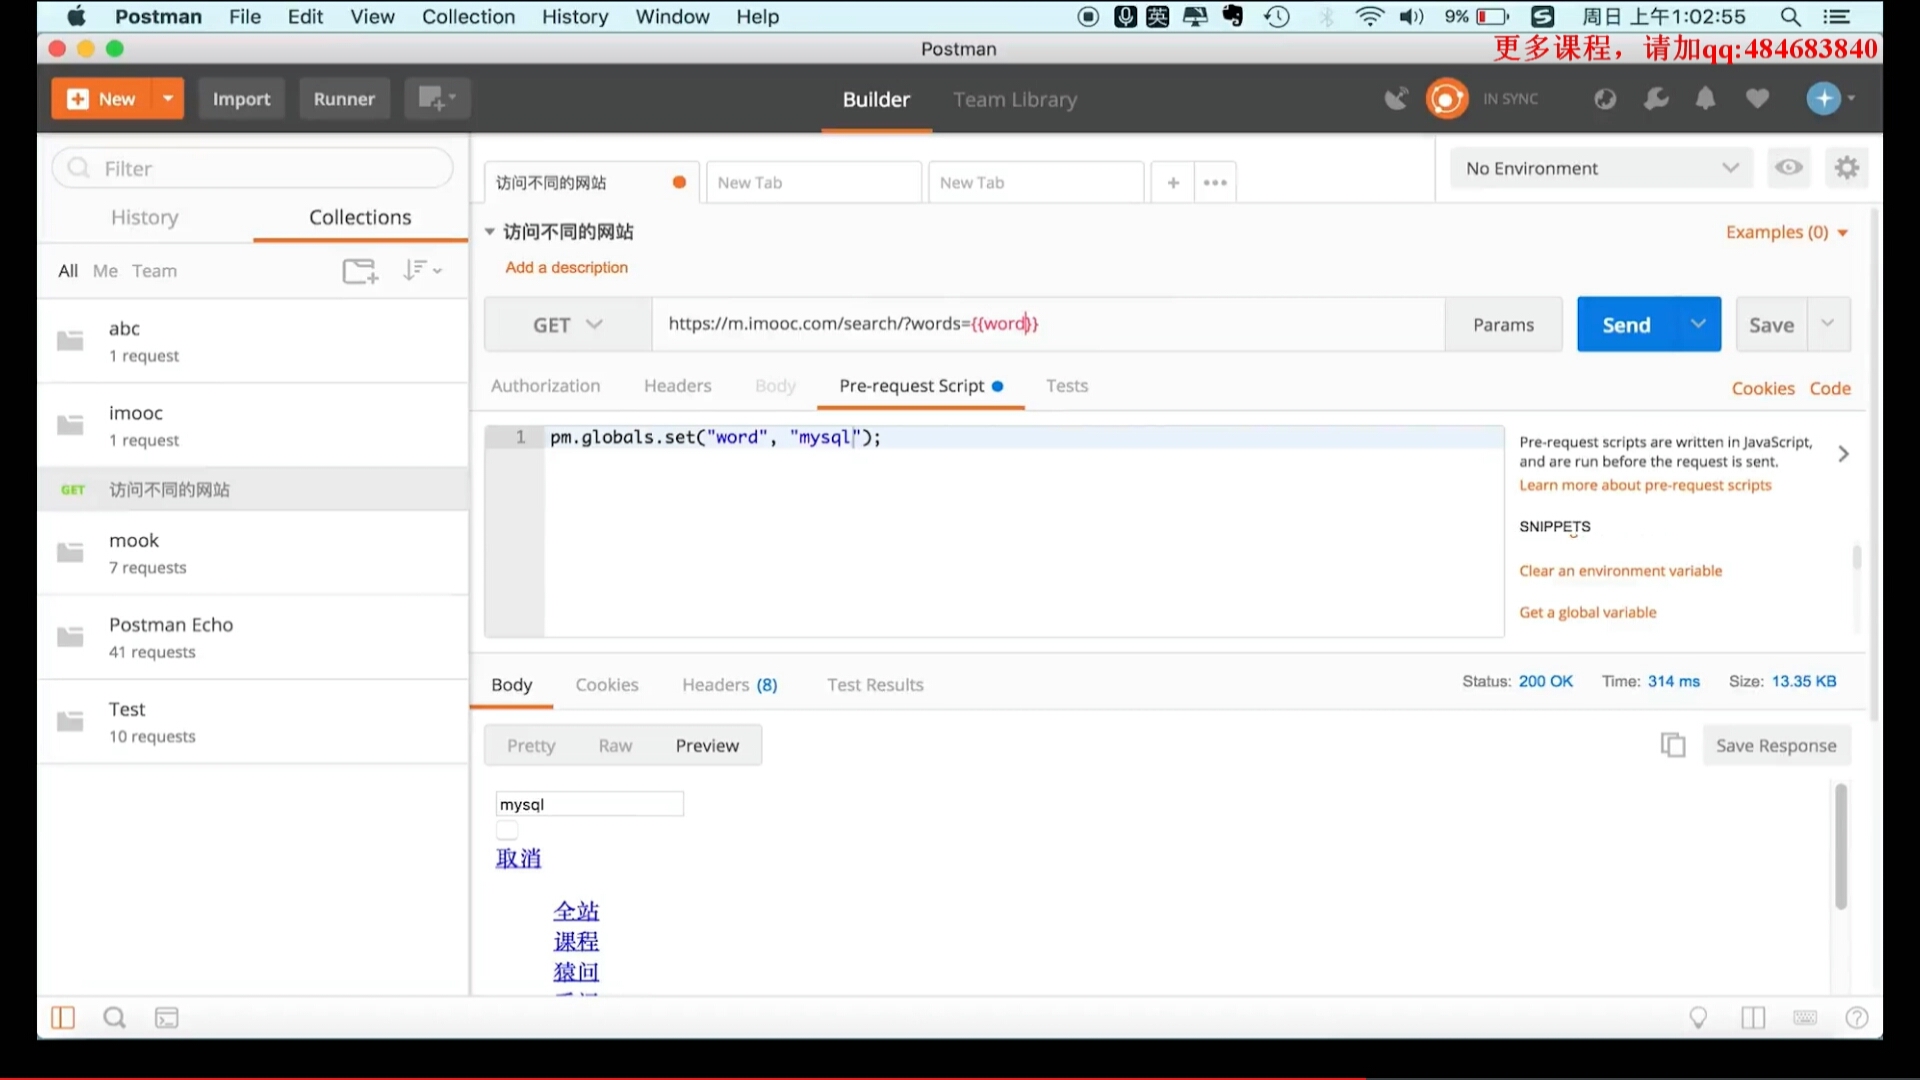 Postman File Edit View Collection History Window Help 英 9% 周日 上午1:02:55
Postman
更多课程，请加qq:484683840
New Import Runner Builder Team Library IN SYNC
Filter
History Collections
All Me Team
abc
1 request
imooc
1 request
GET 访问不同的网站
mook
7 requests
Postman Echo
41 requests
Test
10 requests
访问不同的网站 New Tab New Tab + •••
No Environment
访问不同的网站
Examples (0)
Add a description
GET https://m.imooc.com/search/?words={{word}} Params Send Save
Authorization Headers Body Pre-request Script Tests Cookies Code
1 pm.globals.set("word", "mysql");
Pre-request scripts are written in JavaScript,
and are run before the request is sent.
Learn more about pre-request scripts
SNIPPETS
Clear an environment variable
Get a global variable
Body Cookies Headers (8) Test Results Status: 200 OK Time: 314 ms Size: 13.35 KB
Pretty Raw Preview Save Response
mysql
取消
全站
课程
猿问